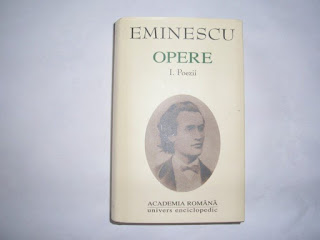 EMINESCU
OPERE
I. Poezii
ACADEMIA ROMÂNĂ
univers enciclopedic